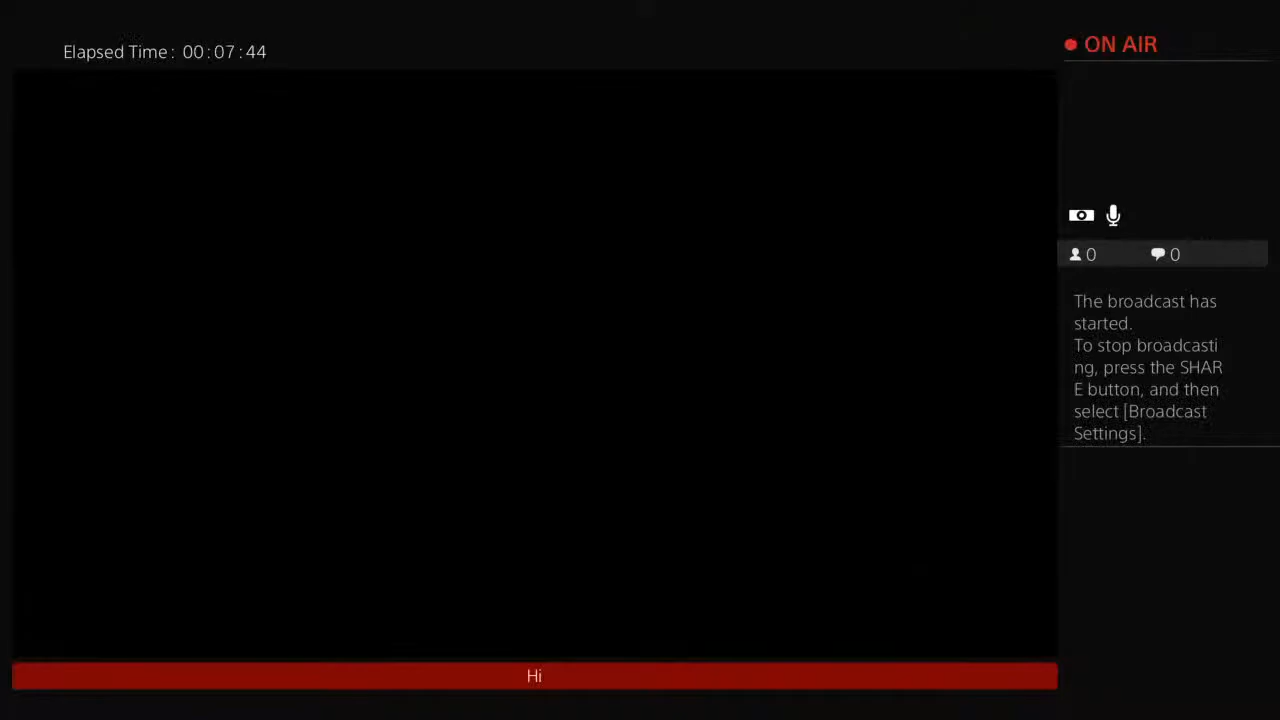 Elapsed Time: 00:07:44
ON AIR
0 0
The broadcast has
started.
To stop broadcasti
ng, press the SHAR
E button, and then
select [Broadcast
Settings].
Hi